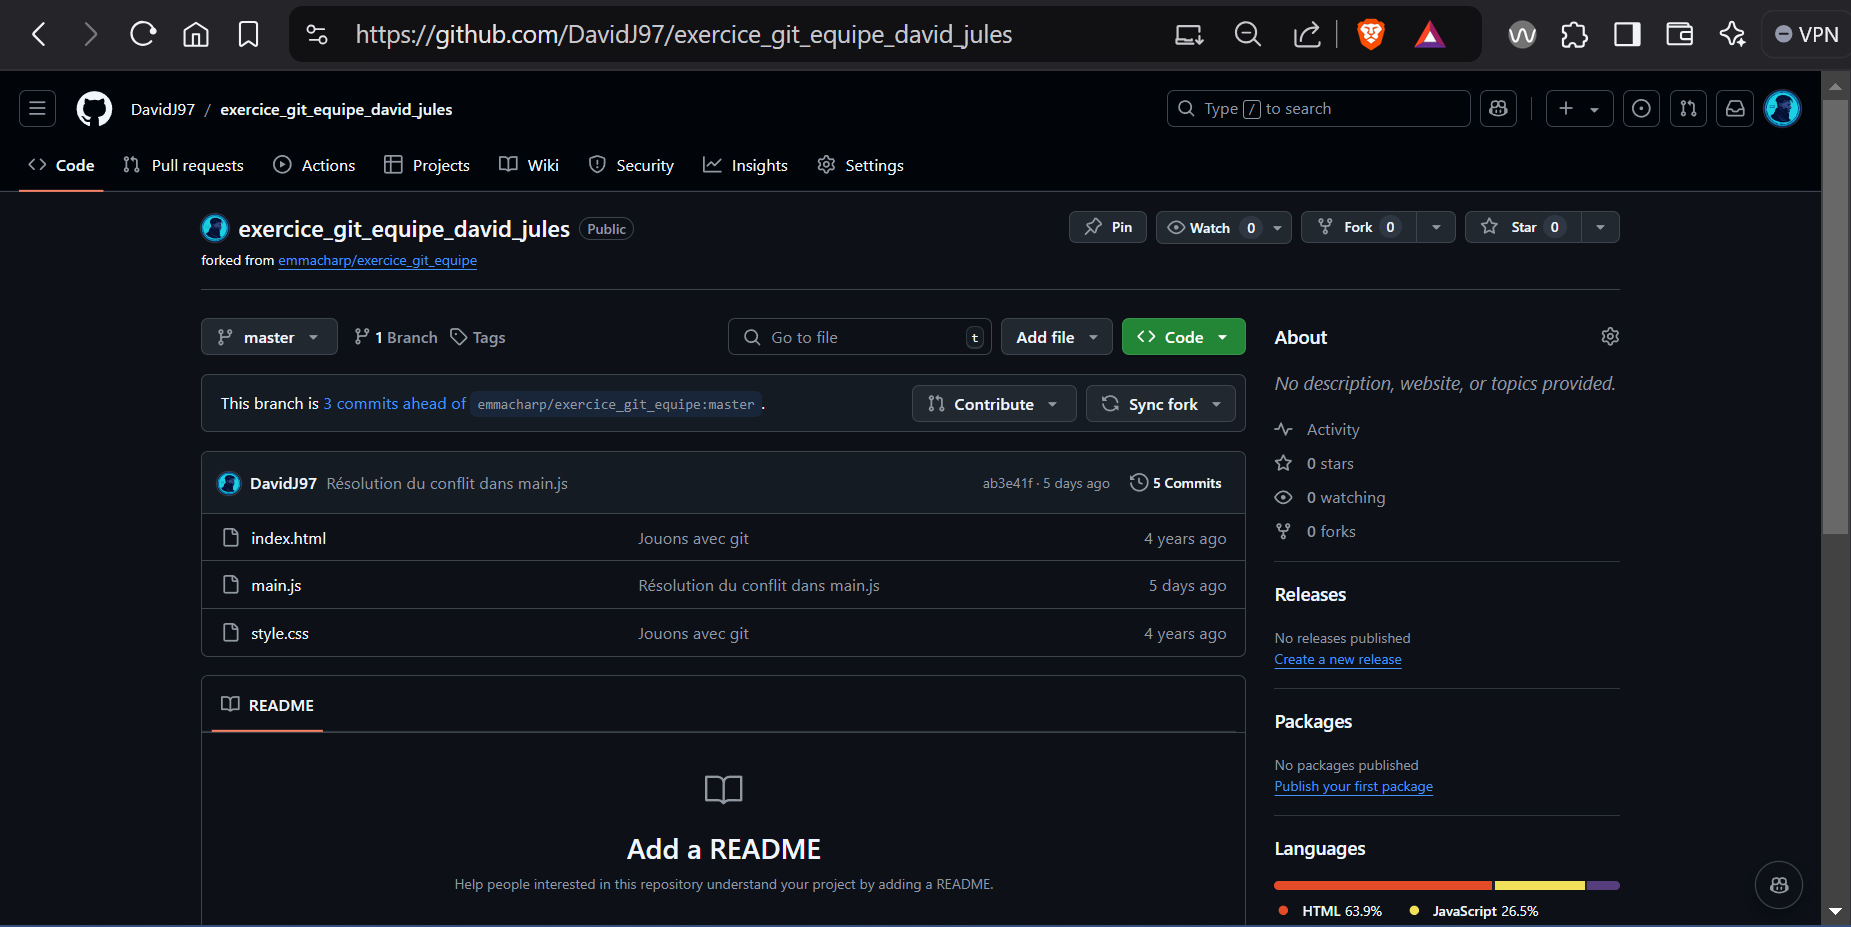 https://github.com/DavidJ97/exercice_git_equipe_david_jules
VPN
DavidJ97 / exercice_git_equipe_david_jules
Type / to search
Code
Pull requests
Actions
Projects
Wiki
Security
Insights
Settings
exercice_git_equipe_david_jules
Public
Pin
Watch 0
Fork 0
Star 0
forked from emmacharp/exercice_git_equipe
master
1 Branch
Tags
Go to file
t
Add file
Code
About
No description, website, or topics provided.
This branch is 3 commits ahead of emmacharp/exercice_git_equipe:master .
Contribute
Sync fork
Activity
0 stars
0 watching
0 forks
DavidJ97 Résolution du conflit dans main.js
ab3e41f · 5 days ago
5 Commits
index.html Jouons avec git 4 years ago
main.js Résolution du conflit dans main.js 5 days ago
style.css Jouons avec git 4 years ago
Releases
No releases published
Create a new release
README
Packages
No packages published
Publish your first package
Add a README
Help people interested in this repository understand your project by adding a README.
Languages
HTML 63.9%
JavaScript 26.5%